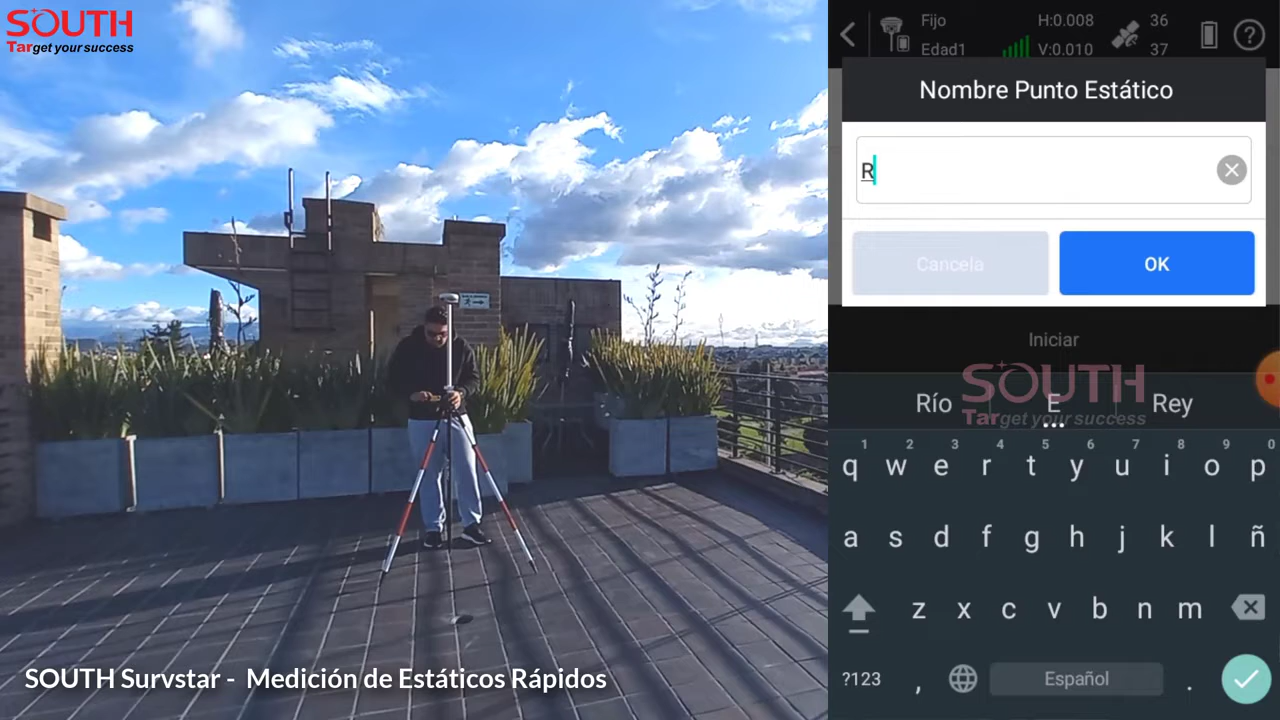 SOUTH
Target your success
Fijo
Edad1
H:0.008
V:0.010
36
37
Nombre Punto Estático
R
Cancela
OK
Iniciar
SOUTH
Target your success
Río
E
Rey
1 2 3 4 5 6 7 8 9 0
q w e r t y u i o p
a s d f g h j k l ñ
z x c v b n m
?123 , Español .
SOUTH Survstar - Medición de Estáticos Rápidos